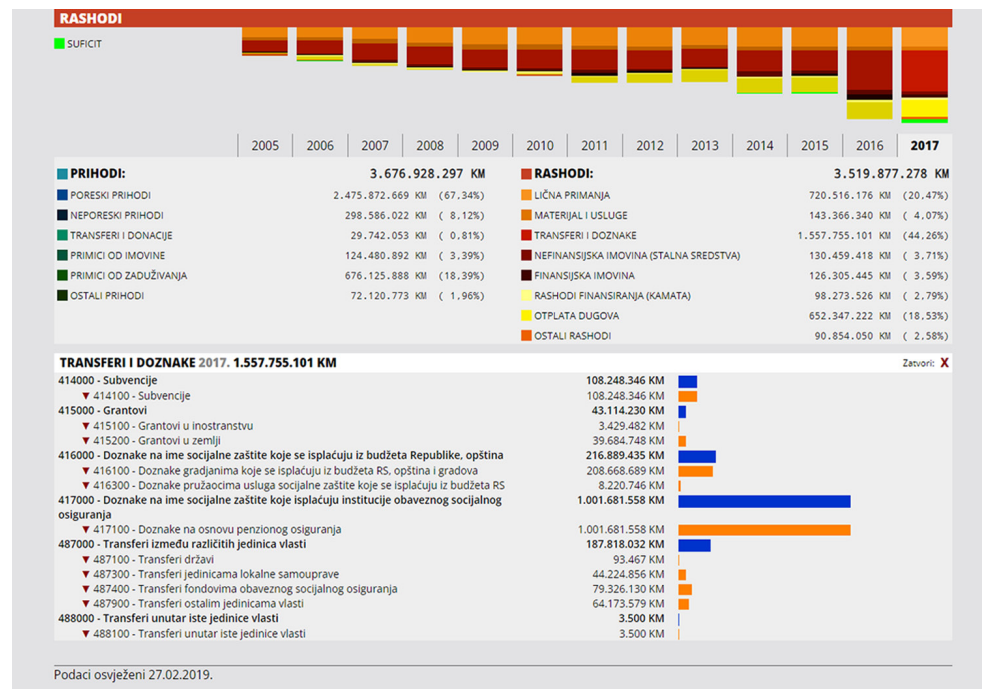 RASHODI
SUFICIT
2005 2006 2007 2008 2009 2010 2011 2012 2013 2014 2015 2016 2017
PRIHODI: 3.676.928.297 KM
PORESKI PRIHODI 2.475.872.669 KM (67,34%)
NEPORESKI PRIHODI 298.586.022 KM ( 8,12%)
TRANSFERI I DONACIJE 29.742.053 KM ( 0,81%)
PRIMICI OD IMOVINE 124.480.892 KM ( 3,39%)
PRIMICI OD ZADUŽIVANJA 676.125.888 KM (18,39%)
OSTALI PRIHODI 72.120.773 KM ( 1,96%)
RASHODI: 3.519.877.278 KM
LIČNA PRIMANJA 720.516.176 KM (20,47%)
MATERIJAL I USLUGE 143.366.340 KM ( 4,07%)
TRANSFERI I DOZNAKE 1.557.755.101 KM (44,26%)
NEFINANSIJSKA IMOVINA (STALNA SREDSTVA) 130.459.418 KM ( 3,71%)
FINANSIJSKA IMOVINA 126.305.445 KM ( 3,59%)
RASHODI FINANSIRANJA (KAMATA) 98.273.526 KM ( 2,79%)
OTPLATA DUGOVA 652.347.222 KM (18,53%)
OSTALI RASHODI 90.854.050 KM ( 2,58%)
TRANSFERI I DOZNAKE 2017. 1.557.755.101 KM Zatvori: X
414000 - Subvencije 108.248.346 KM
▼ 414100 - Subvencije 108.248.346 KM
415000 - Grantovi 43.114.230 KM
▼ 415100 - Grantovi u inostranstvu 3.429.482 KM
▼ 415200 - Grantovi u zemlji 39.684.748 KM
416000 - Doznake na ime socijalne zaštite koje se isplaćuju iz budžeta Republike, opština 216.889.435 KM
▼ 416100 - Doznake gradjanima koje se isplaćuju iz budžeta RS, opština i gradova 208.668.689 KM
▼ 416300 - Doznake pružaocima usluga socijalne zaštite koje se isplaćuju iz budžeta RS 8.220.746 KM
417000 - Doznake na ime socijalne zaštite koje isplaćuju institucije obaveznog socijalnog 1.001.681.558 KM
osiguranja
▼ 417100 - Doznake na osnovu penzionog osiguranja 1.001.681.558 KM
487000 - Transferi između različitih jedinica vlasti 187.818.032 KM
▼ 487100 - Transferi državi 93.467 KM
▼ 487300 - Transferi jedinicama lokalne samouprave 44.224.856 KM
▼ 487400 - Transferi fondovima obaveznog socijalnog osiguranja 79.326.130 KM
▼ 487900 - Transferi ostalim jedinicama vlasti 64.173.579 KM
488000 - Transferi unutar iste jedinice vlasti 3.500 KM
▼ 488100 - Transferi unutar iste jedinice vlasti 3.500 KM
Podaci osvježeni 27.02.2019.